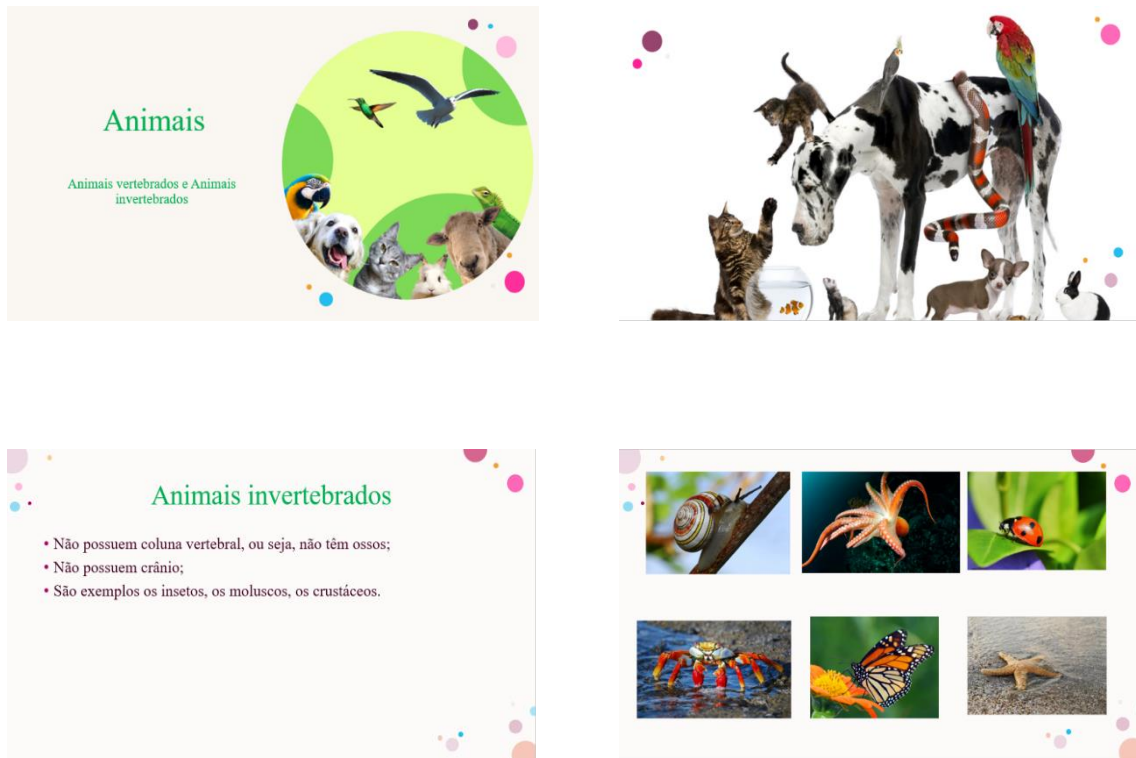 Animais
Animais vertebrados e Animais
invertebrados
Animais invertebrados
• Não possuem coluna vertebral, ou seja, não têm ossos;
• Não possuem crânio;
• São exemplos os insetos, os moluscos, os crustáceos.